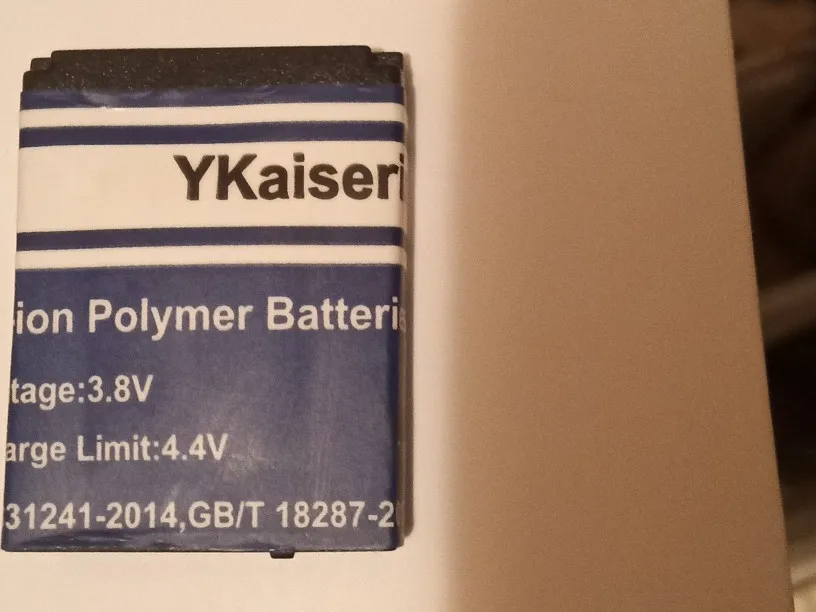 YKaiseri
-ion Polymer Batteri
tage:3.8V
arge Limit:4.4V
31241-2014,GB/T 18287-2